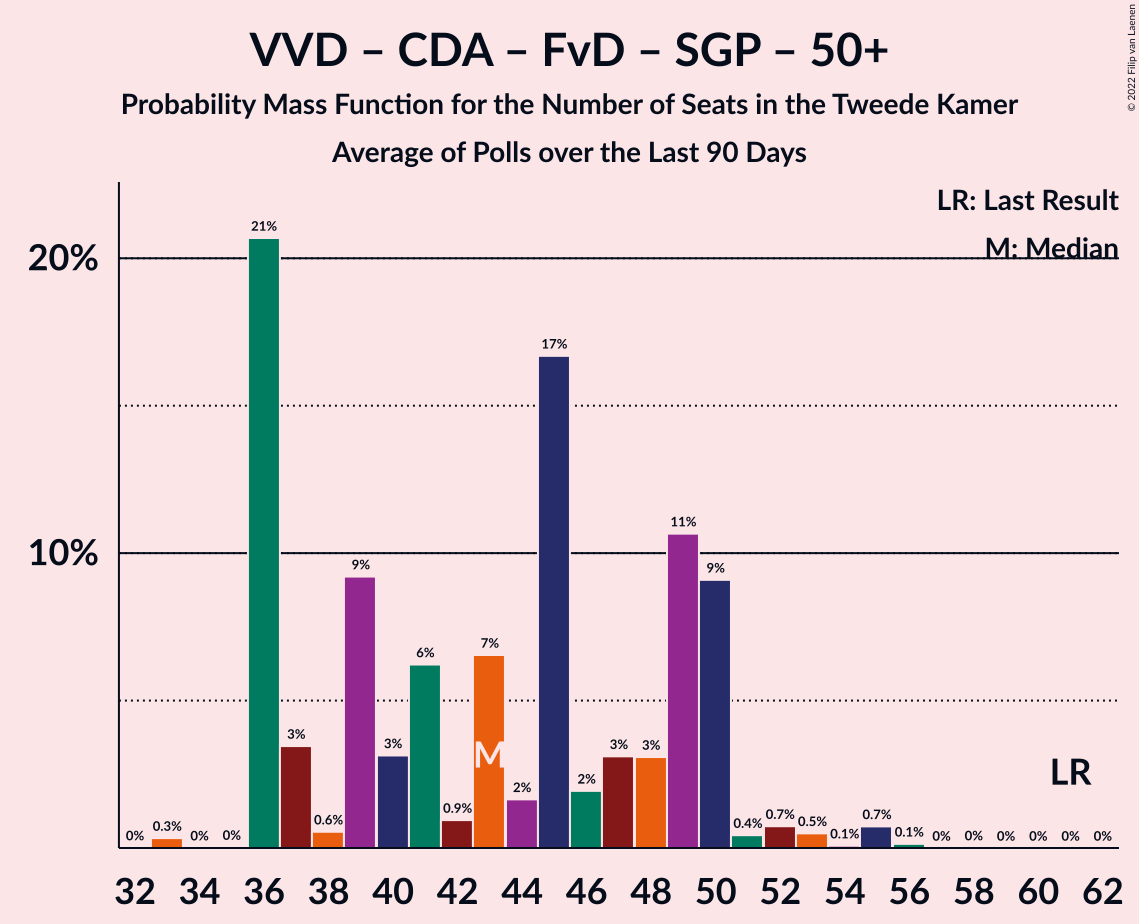 VVD – CDA – FvD – SGP – 50+
Probability Mass Function for the Number of Seats in the Tweede Kamer
Average of Polls over the Last 90 Days
© 2022 Filip van Laenen
LR: Last Result
M: Median
20%
10%
0% 0.3% 0% 0% 21% 3% 0.6% 9% 3% 6% 0.9% 7% 2% 17% 2% 3% 3% 11% 9% 0.4% 0.7% 0.5% 0.1% 0.7% 0.1% 0% 0% 0% 0% 0% 0%
M
LR
32 34 36 38 40 42 44 46 48 50 52 54 56 58 60 62